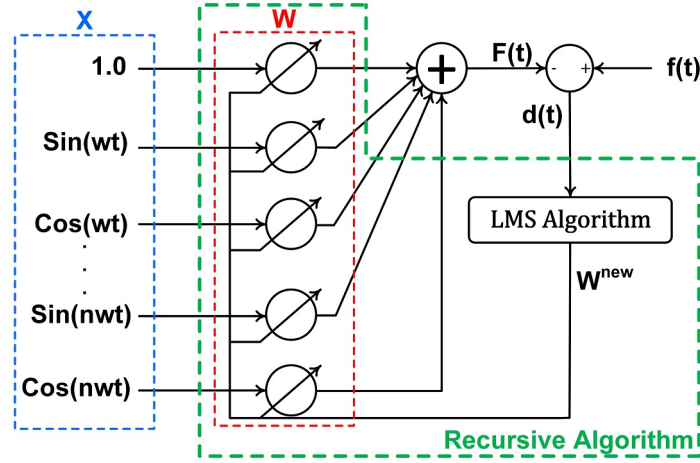 X
W
1.0
Sin(wt)
Cos(wt)
.
.
.
Sin(nwt)
Cos(nwt)
+
F(t)
- +
f(t)
d(t)
LMS Algorithm
W^new
Recursive Algorithm